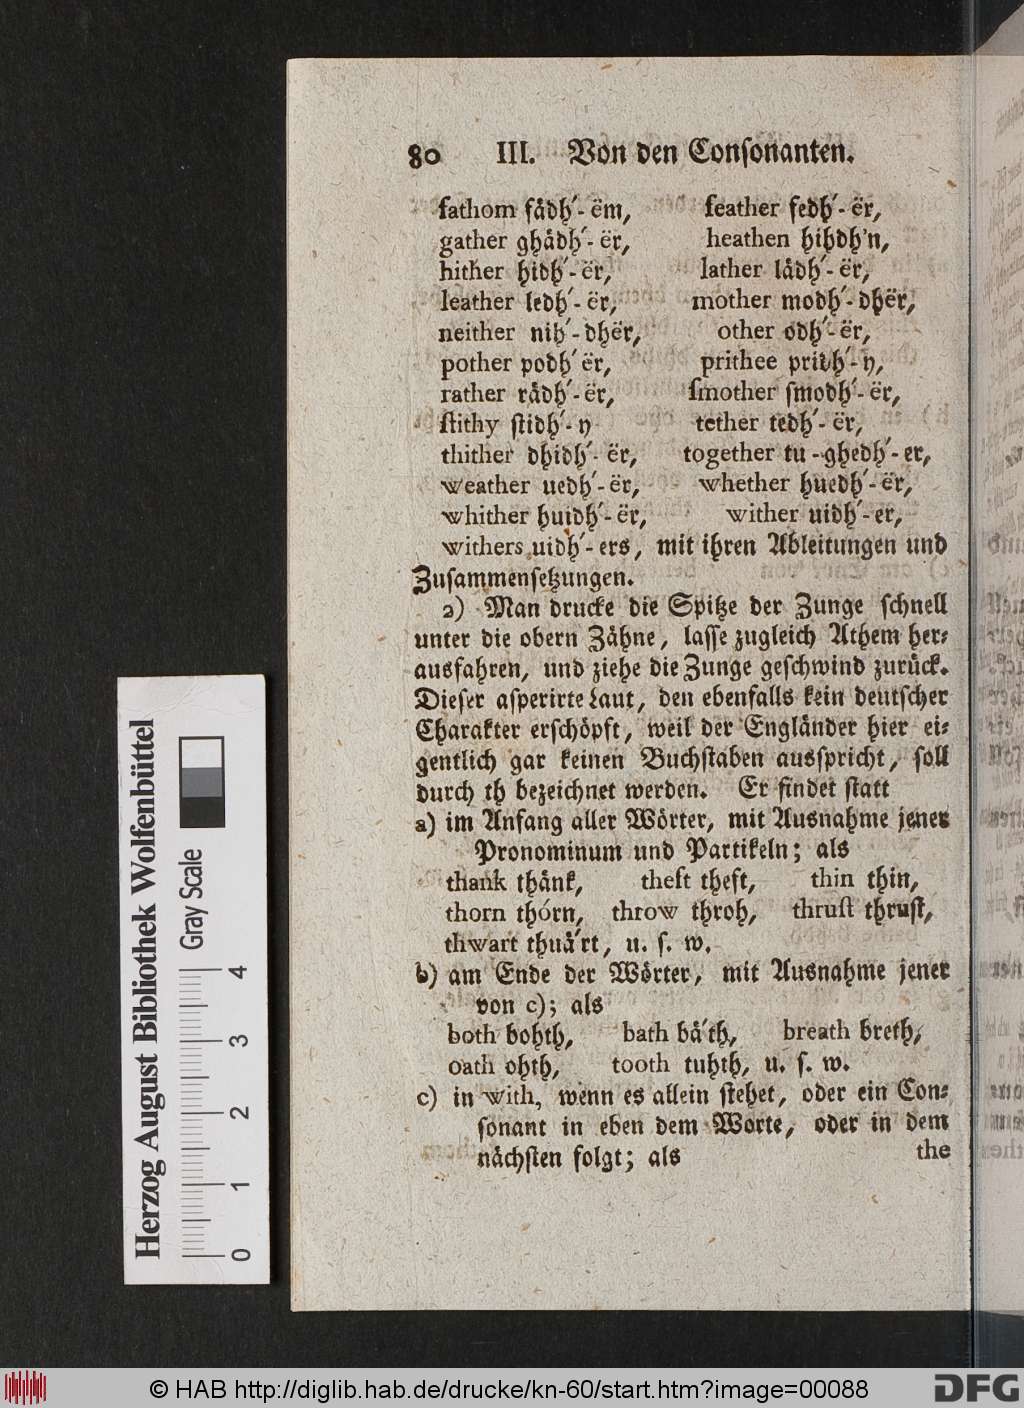 80 III. Von den Conſonanten.
fathom fådh´-ëm, feather fedh´-ër,
gather ghådh´-ër, heathen hihdh'n,
hither hidh´-ër, lather lådh´-ër,
leather ledh´-ër, mother modh´-dhër,
neither nih´-dhër, other odh´-ër,
pother podh´ër, prithee pridh´-y,
rather rådh´-ër, ſmother ſmodh´-ër,
ſtithy ſtidh´-y tether tedh´-ër,
thither dhidh´-ër, together tu-ghedh´-er,
weather uedh´-ër, whether huedh´-ër,
whither huidh´-ër, wither uidh´-er,
withers uidh´-ers, mit ihren Ableitungen und
Zuſammenſetzungen.
2) Man drucke die Spitze der Zunge ſchnell
unter die obern Zähne, laſſe zugleich Athem her-
ausfahren, und ziehe die Zunge geſchwind zurück.
Dieſer aſperirte Laut, den ebenfalls kein deutſcher
Charakter erſchöpft, weil der Engländer hier ei-
gentlich gar keinen Buchſtaben ausſpricht, ſoll
durch th bezeichnet werden. Er findet ſtatt
a) im Anfang aller Wörter, mit Ausnahme jener
Pronominum und Partikeln; als
thank thånk, theft theft, thin thin,
thorn thórn, throw throh, thruſt thruſt,
thwart thuå´rt, u. ſ. w.
b) am Ende der Wörter, mit Ausnahme jener
von c); als
both bohth, bath bå´th, breath breth,
oath ohth, tooth tuhth, u. ſ. w.
c) in with, wenn es allein ſtehet, oder ein Con-
ſonant in eben dem Worte, oder in dem
nächſten folgt; als the
Herzog August Bibliothek Wolfenbüttel
Gray Scale
0 1 2 3 4
© HAB http://diglib.hab.de/drucke/kn-60/start.htm?image=00088
DFG